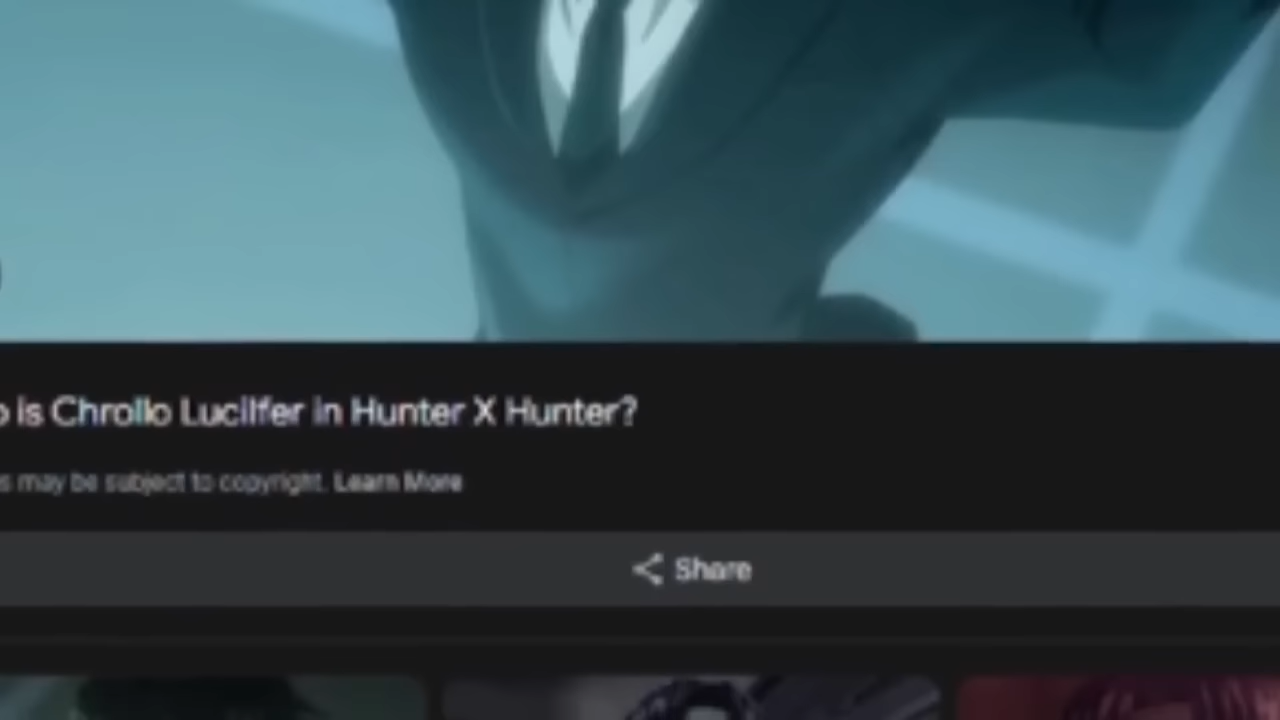 is Chrollo Lucilfer in Hunter X Hunter?
may be subject to copyright. Learn More
Share